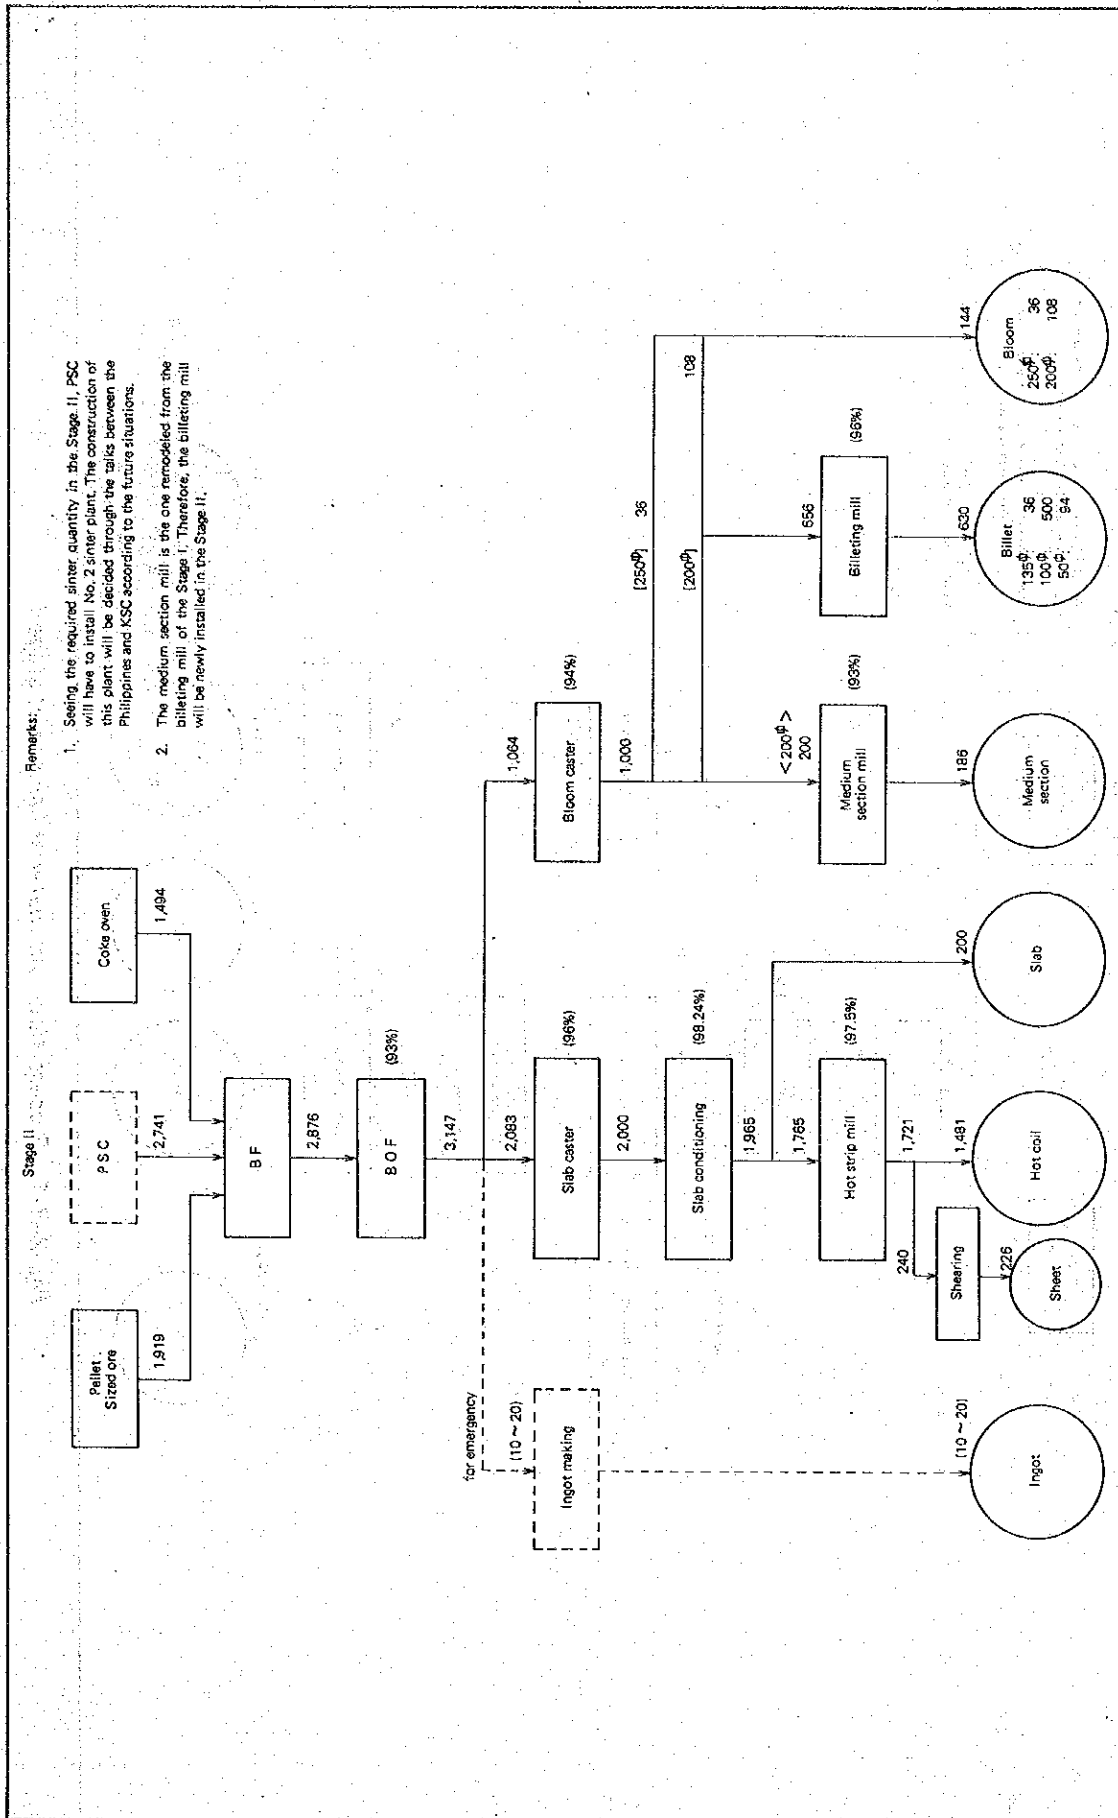 Stage II
Remarks:
1. Seeing the required sinter quantity in the Stage II, PSC
will have to install No. 2 sinter plant. The construction of
this plant will be decided through the talks between the
Philippines and KSC according to the future situations.
2. The medium section mill is the one remodeled from the
billeting mill of the Stage I. Therefore, the billeting mill
will be newly installed in the Stage II.
Pellet
Sized ore
1,919
PSC
2,741
Coke oven
1,494
BF
2,876
BOF
(93%)
3,147
for emergency
(10 ~ 20)
Ingot making
(10 ~ 20)
Ingot
2,083
Slab caster
(96%)
2,000
Slab conditioning
(98.24%)
1,965
1,765
Hot strip mill
(97.5%)
1,721
240
Shearing
226
Sheet
1,481
Hot coil
200
Slab
1,064
Bloom caster
(94%)
1,000
[250ϕ] 36
[200ϕ] 108
<200ϕ>
200
Medium
section mill
(93%)
186
Medium
section
656
Billeting mill
(96%)
630
Billet
135ϕ: 36
100ϕ: 500
50ϕ: 94
144
Bloom
250ϕ: 36
200ϕ: 108